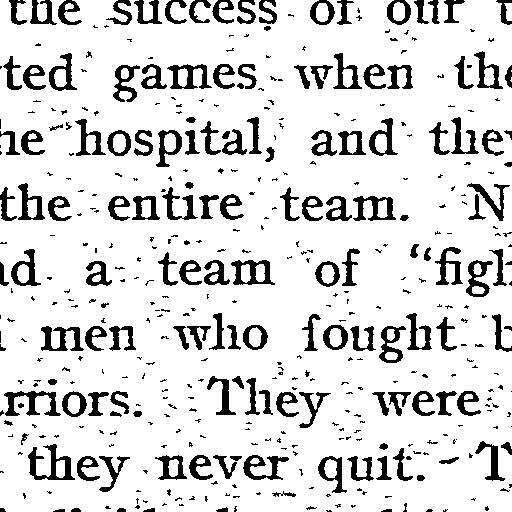 the success of our t
ted games when the
he hospital, and they
the entire team. N
ad a team of “figh
men who fought b
rriors. They were
they never quit. T